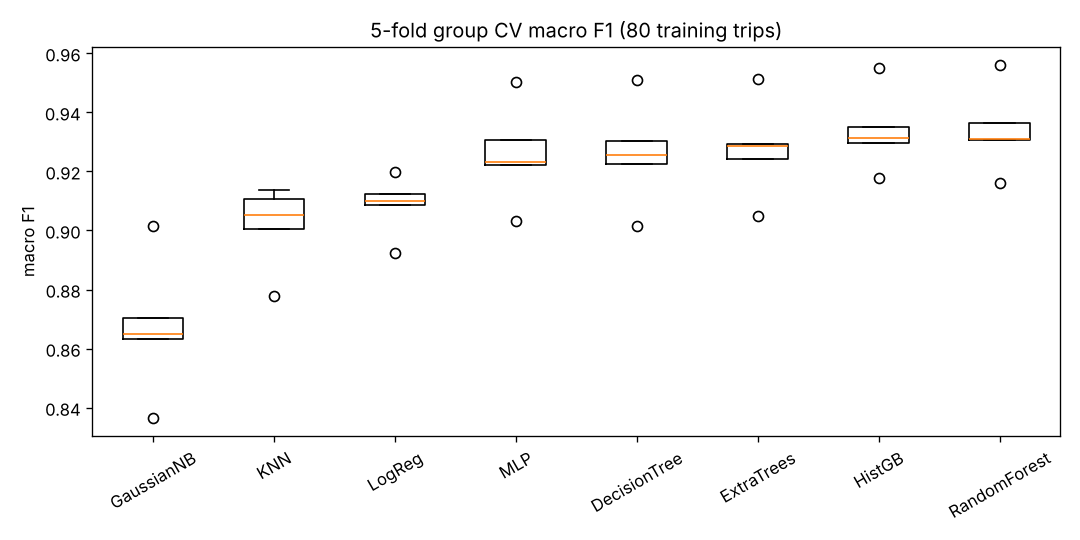 5-fold group CV macro F1 (80 training trips)
0.96
0.94
0.92
0.90
0.88
0.86
0.84
macro F1
GaussianNB
KNN
LogReg
MLP
DecisionTree
ExtraTrees
HistGB
RandomForest